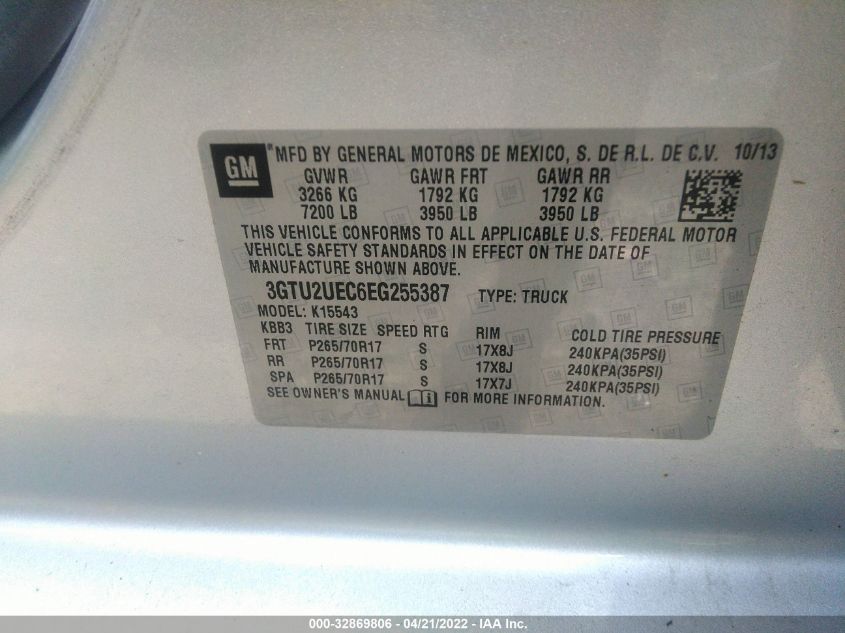 GM
MFD BY GENERAL MOTORS DE MEXICO, S. DE R.L. DE C.V. 10/13
GVWR GAWR FRT GAWR RR
3266 KG 1792 KG 1792 KG
7200 LB 3950 LB 3950 LB
THIS VEHICLE CONFORMS TO ALL APPLICABLE U.S. FEDERAL MOTOR
VEHICLE SAFETY STANDARDS IN EFFECT ON THE DATE OF
MANUFACTURE SHOWN ABOVE.
3GTU2UEC6EG255387 TYPE: TRUCK
MODEL: K15543
KBB3 TIRE SIZE SPEED RTG RIM COLD TIRE PRESSURE
FRT P265/70R17 S 17X8J 240KPA(35PSI)
RR P265/70R17 S 17X8J 240KPA(35PSI)
SPA P265/70R17 S 17X7J 240KPA(35PSI)
SEE OWNER'S MANUAL FOR MORE INFORMATION.
000-32869806 - 04/21/2022 - IAA Inc.